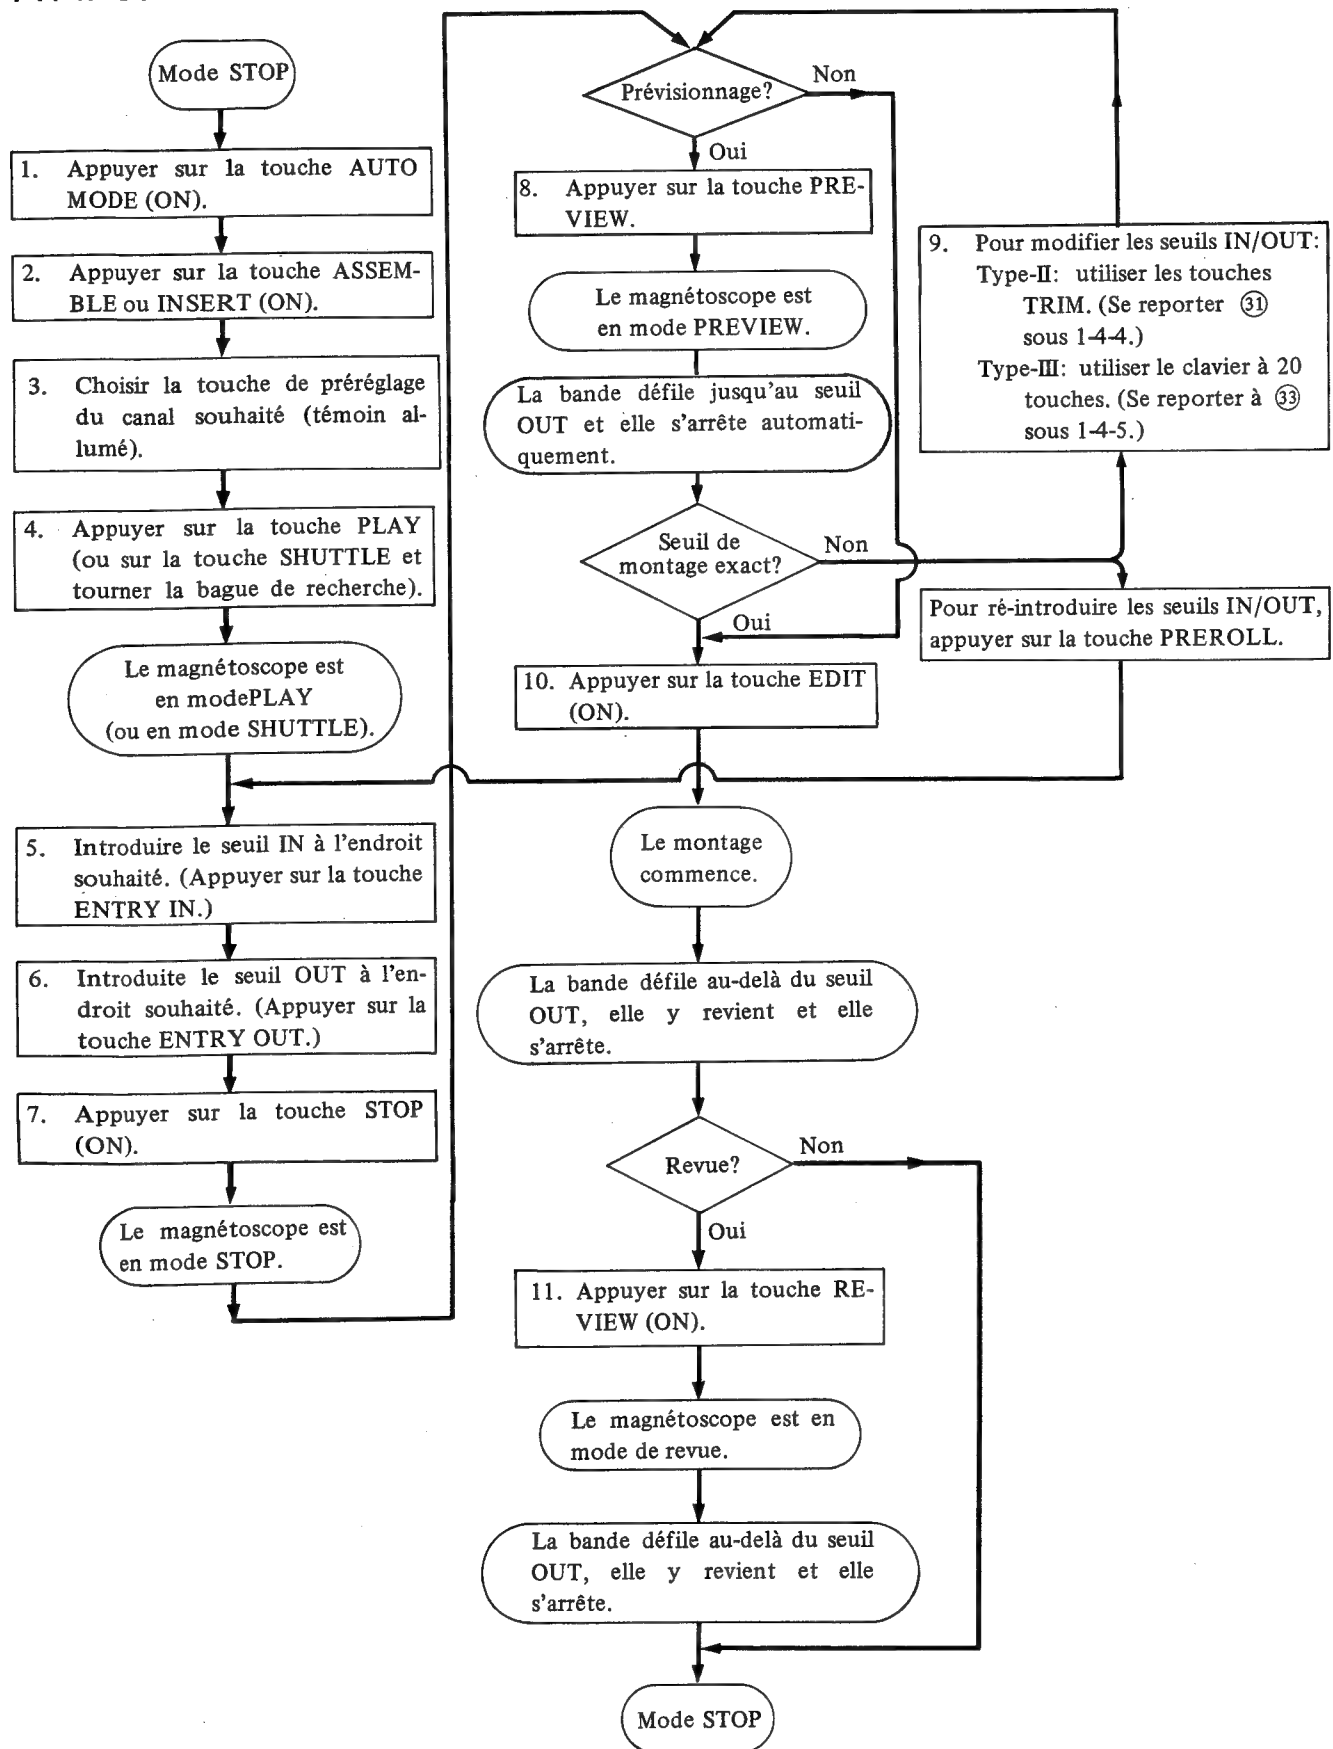 Mode STOP
1. Appuyer sur la touche AUTO
MODE (ON).
2. Appuyer sur la touche ASSEM-
BLE ou INSERT (ON).
3. Choisir la touche de préréglage
du canal souhaité (témoin al-
lumé).
4. Appuyer sur la touche PLAY
(ou sur la touche SHUTTLE et
tourner la bague de recherche).
Le magnétoscope est
en modePLAY
(ou en mode SHUTTLE).
5. Introduire le seuil IN à l'endroit
souhaité. (Appuyer sur la touche
ENTRY IN.)
6. Introduite le seuil OUT à l'en-
droit souhaité. (Appuyer sur la
touche ENTRY OUT.)
7. Appuyer sur la touche STOP
(ON).
Le magnétoscope est
en mode STOP.
Prévisionnage?
Non
Oui
8. Appuyer sur la touche PRE-
VIEW.
Le magnétoscope est
en mode PREVIEW.
La bande défile jusqu'au seuil
OUT et elle s'arrête automati-
quement.
Seuil de
montage exact?
Non
Oui
9. Pour modifier les seuils IN/OUT:
Type-II: utiliser les touches
TRIM. (Se reporter ㉛
sous 1-4-4.)
Type-III: utiliser le clavier à 20
touches. (Se reporter à ㉝
sous 1-4-5.)
Pour ré-introduire les seuils IN/OUT,
appuyer sur la touche PREROLL.
10. Appuyer sur la touche EDIT
(ON).
Le montage
commence.
La bande défile au-delà du seuil
OUT, elle y revient et elle
s'arrête.
Revue?
Non
Oui
11. Appuyer sur la touche RE-
VIEW (ON).
Le magnétoscope est en
mode de revue.
La bande défile au-delà du seuil
OUT, elle y revient et elle
s'arrête.
Mode STOP